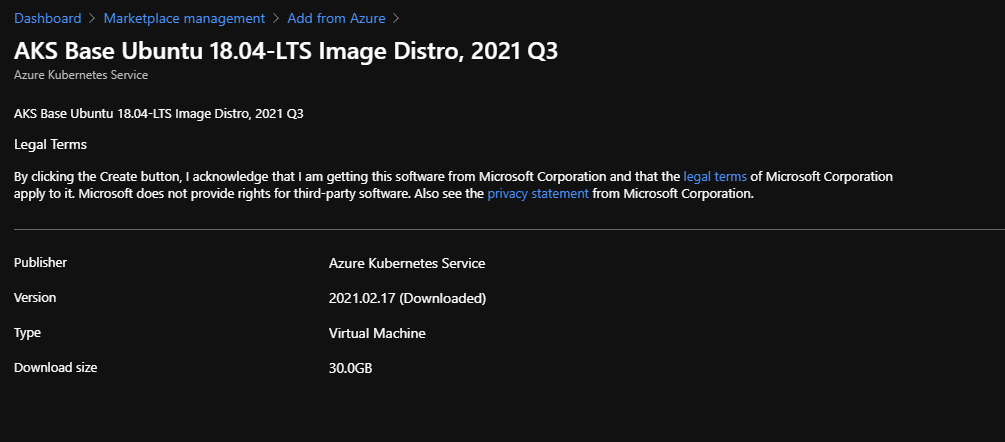 Dashboard > Marketplace management > Add from Azure >
AKS Base Ubuntu 18.04-LTS Image Distro, 2021 Q3
Azure Kubernetes Service
AKS Base Ubuntu 18.04-LTS Image Distro, 2021 Q3
Legal Terms
By clicking the Create button, I acknowledge that I am getting this software from Microsoft Corporation and that the legal terms of Microsoft Corporation
apply to it. Microsoft does not provide rights for third-party software. Also see the privacy statement from Microsoft Corporation.
Publisher Azure Kubernetes Service
Version 2021.02.17 (Downloaded)
Type Virtual Machine
Download size 30.0GB